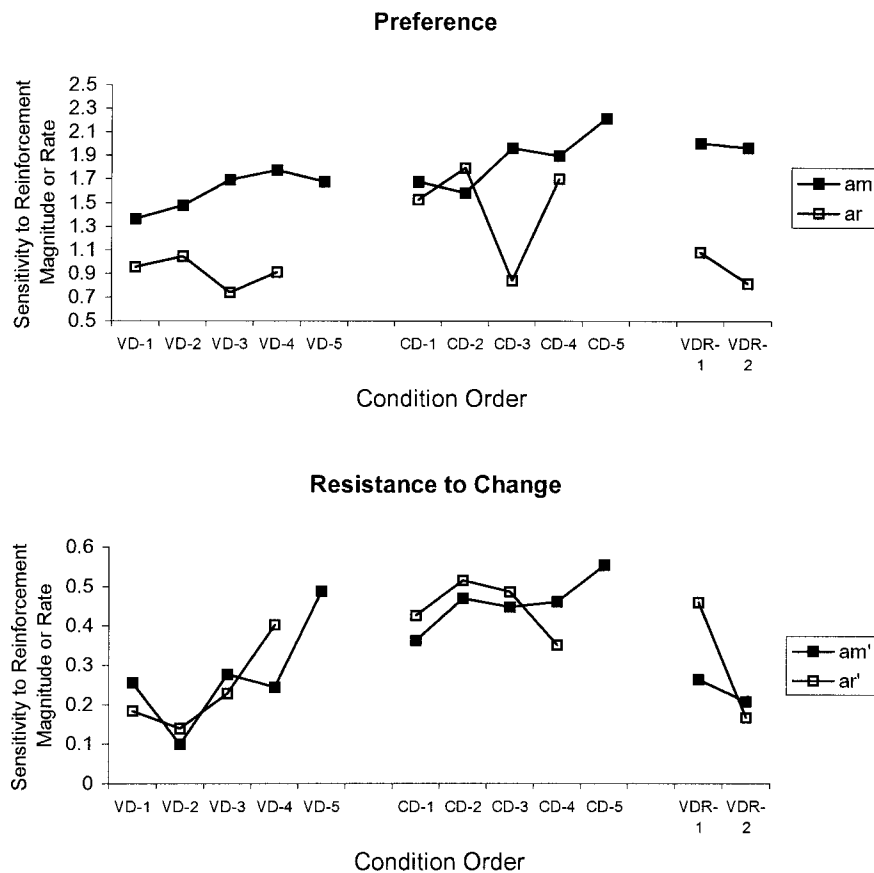 Preference
Sensitivity to Reinforcement
Magnitude or Rate
2.5
2.3
2.1
1.9
1.7
1.5
1.3
1.1
0.9
0.7
0.5
VD-1 VD-2 VD-3 VD-4 VD-5 CD-1 CD-2 CD-3 CD-4 CD-5 VDR- VDR-
1 2
Condition Order
am
ar
Resistance to Change
Sensitivity to Reinforcement
Magnitude or Rate
0.6
0.5
0.4
0.3
0.2
0.1
0
VD-1 VD-2 VD-3 VD-4 VD-5 CD-1 CD-2 CD-3 CD-4 CD-5 VDR- VDR-
1 2
Condition Order
am'
ar'